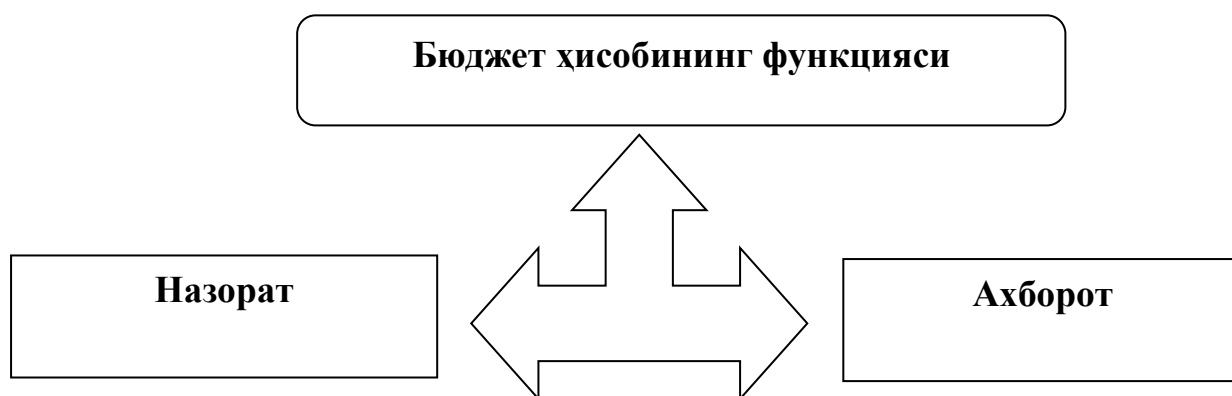 Бюджет ҳисобининг функцияси
Назорат
Ахборот